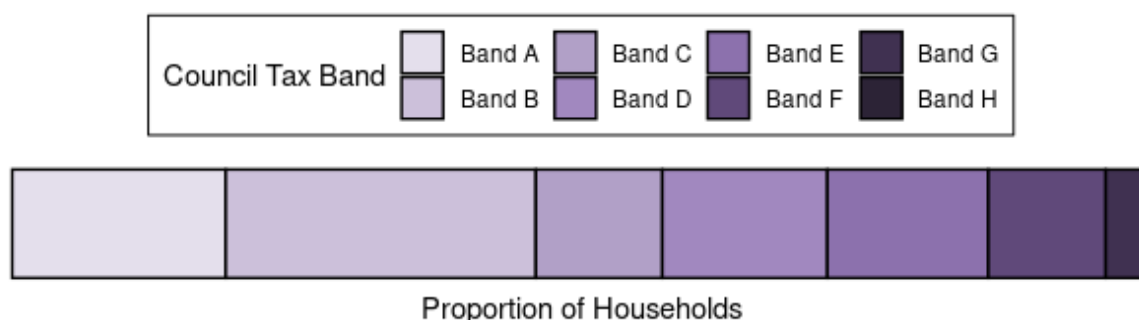 Council Tax Band
Band A
Band C
Band E
Band G
Band B
Band D
Band F
Band H
Proportion of Households